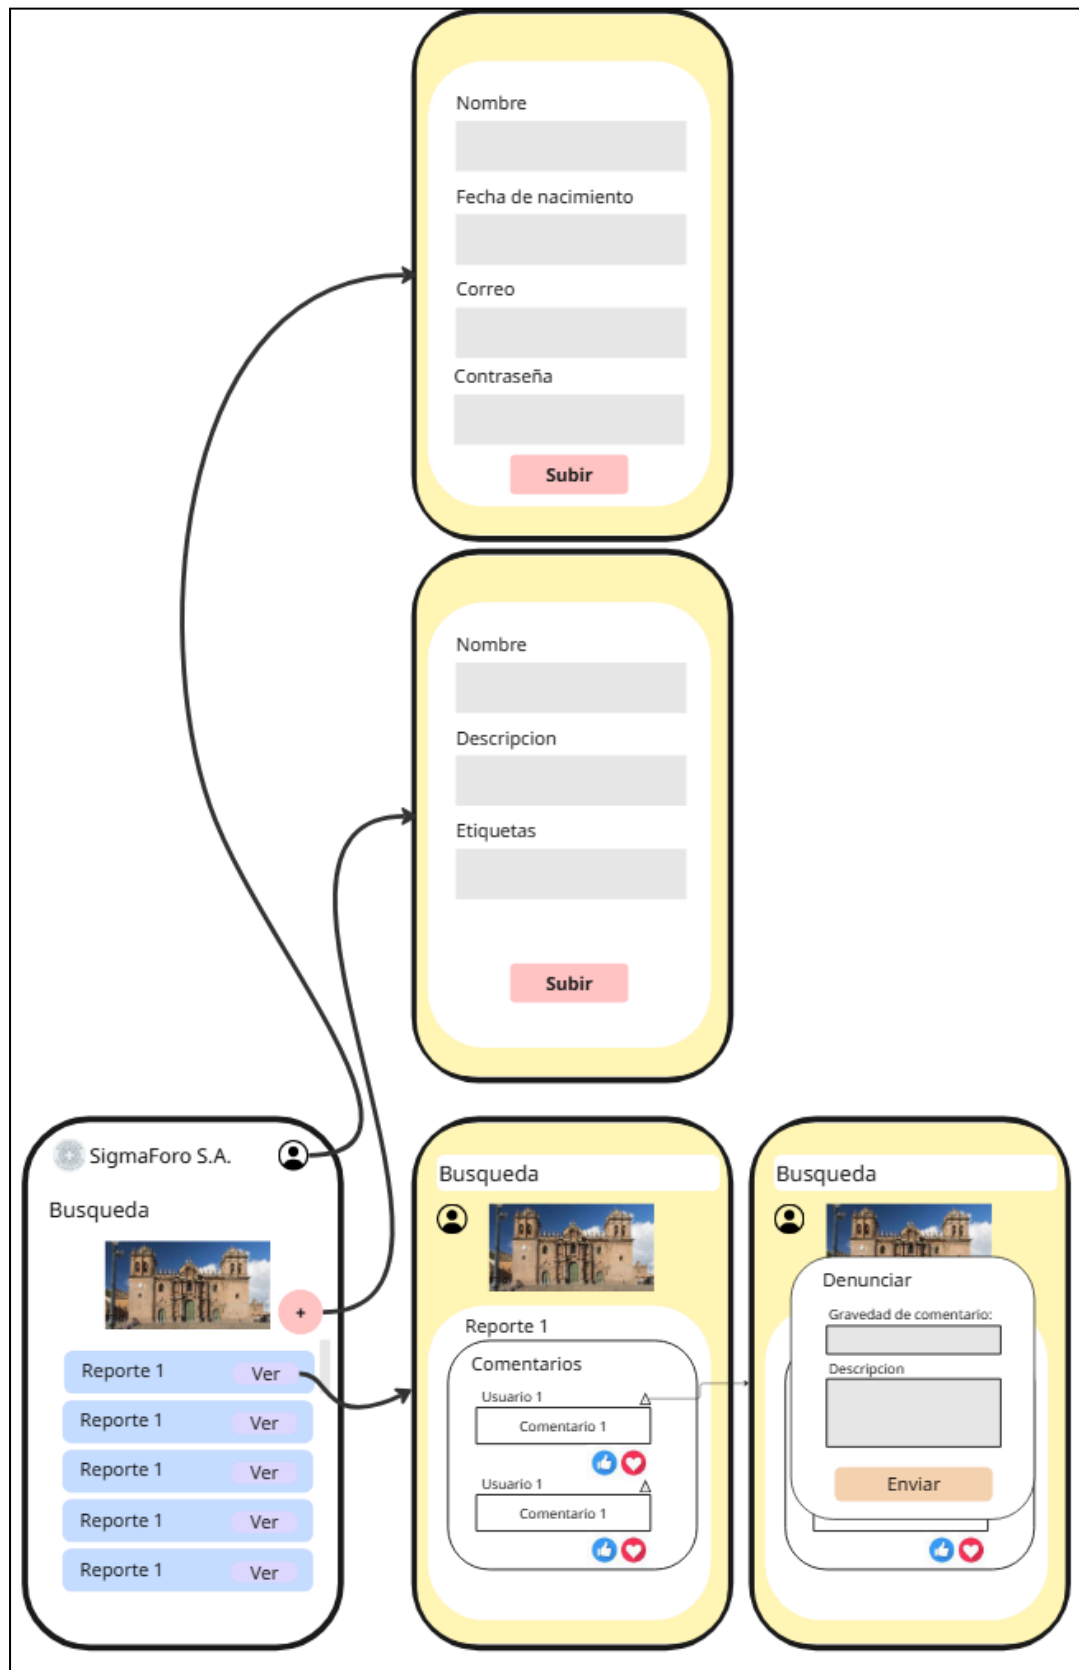 Nombre
Fecha de nacimiento
Correo
Contraseña
Subir
Nombre
Descripcion
Etiquetas
Subir
SigmaForo S.A.
Busqueda
+
Reporte 1 Ver
Reporte 1 Ver
Reporte 1 Ver
Reporte 1 Ver
Reporte 1 Ver
Busqueda
Reporte 1
Comentarios
Usuario 1
Comentario 1
Usuario 1
Comentario 1
Busqueda
Denunciar
Gravedad de comentario:
Descripcion
Enviar